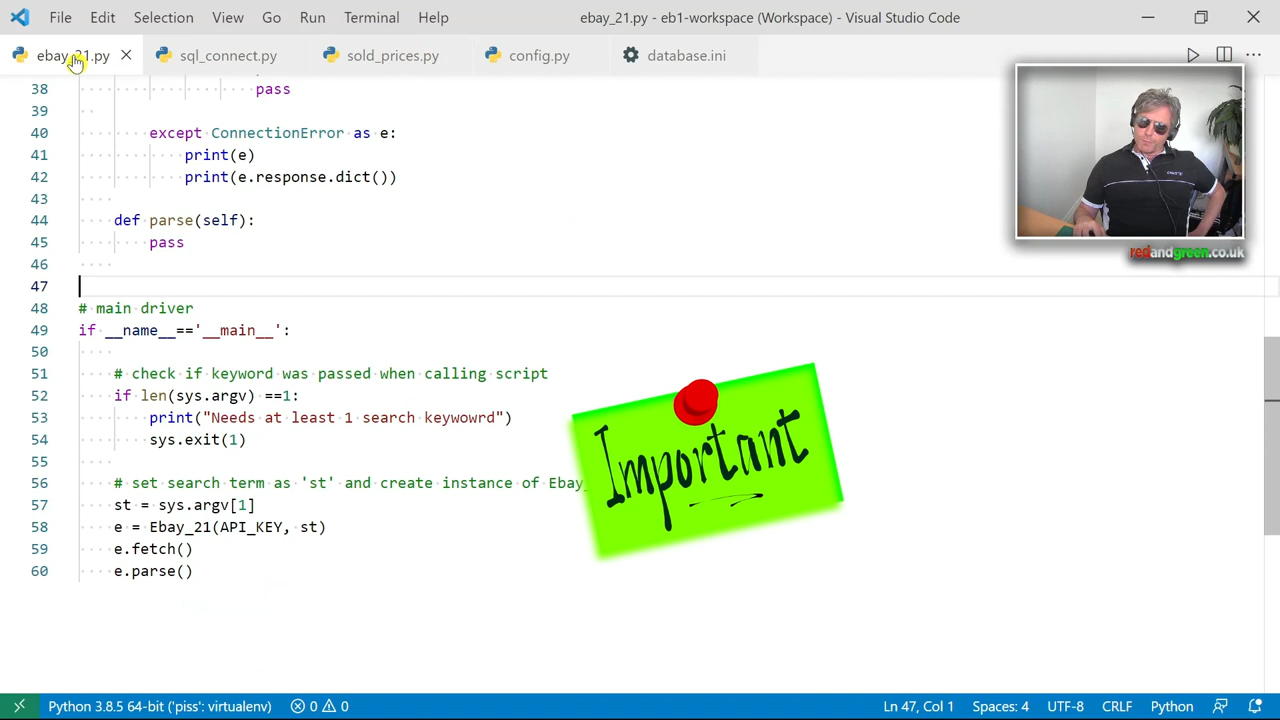 File Edit Selection View Go Run Terminal Help ebay_21.py - eb1-workspace (Workspace) - Visual Studio Code
ebay_21.py sql_connect.py sold_prices.py config.py database.ini
38 pass
39
40 except ConnectionError as e:
41 print(e)
42 print(e.response.dict())
43
44 def parse(self):
45 pass
46
47
48 # main driver
49 if __name__=='__main__':
50
51 # check if keyword was passed when calling script
52 if len(sys.argv) ==1:
53 print("Needs at least 1 search keywowrd")
54 sys.exit(1)
55
56 # set search term as 'st' and create instance of Ebay_
57 st = sys.argv[1]
58 e = Ebay_21(API_KEY, st)
59 e.fetch()
60 e.parse()
redandgreen.co.uk
Important
Python 3.8.5 64-bit ('piss': virtualenv) 0 0 Ln 47, Col 1 Spaces: 4 UTF-8 CRLF Python